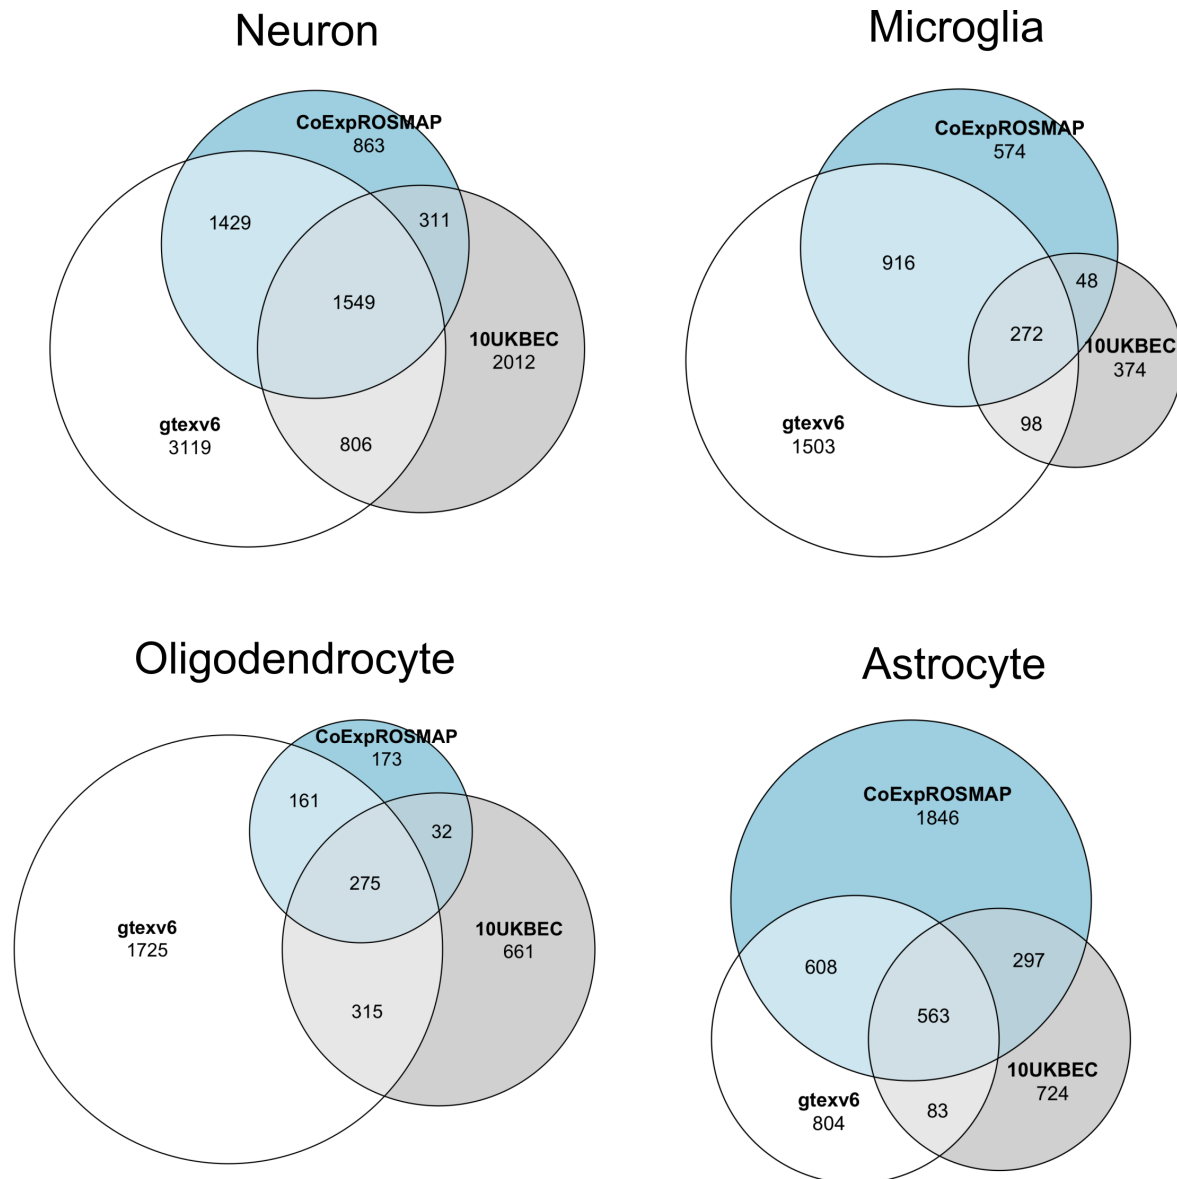 Neuron
CoExpROSMAP
863
1429
311
1549
10UKBEC
2012
gtexv6
3119
806
Microglia
CoExpROSMAP
574
916
48
272
10UKBEC
374
gtexv6
1503
98
Oligodendrocyte
CoExpROSMAP
173
161
32
275
gtexv6
1725
10UKBEC
661
315
Astrocyte
CoExpROSMAP
1846
608
297
563
10UKBEC
724
gtexv6
804
83